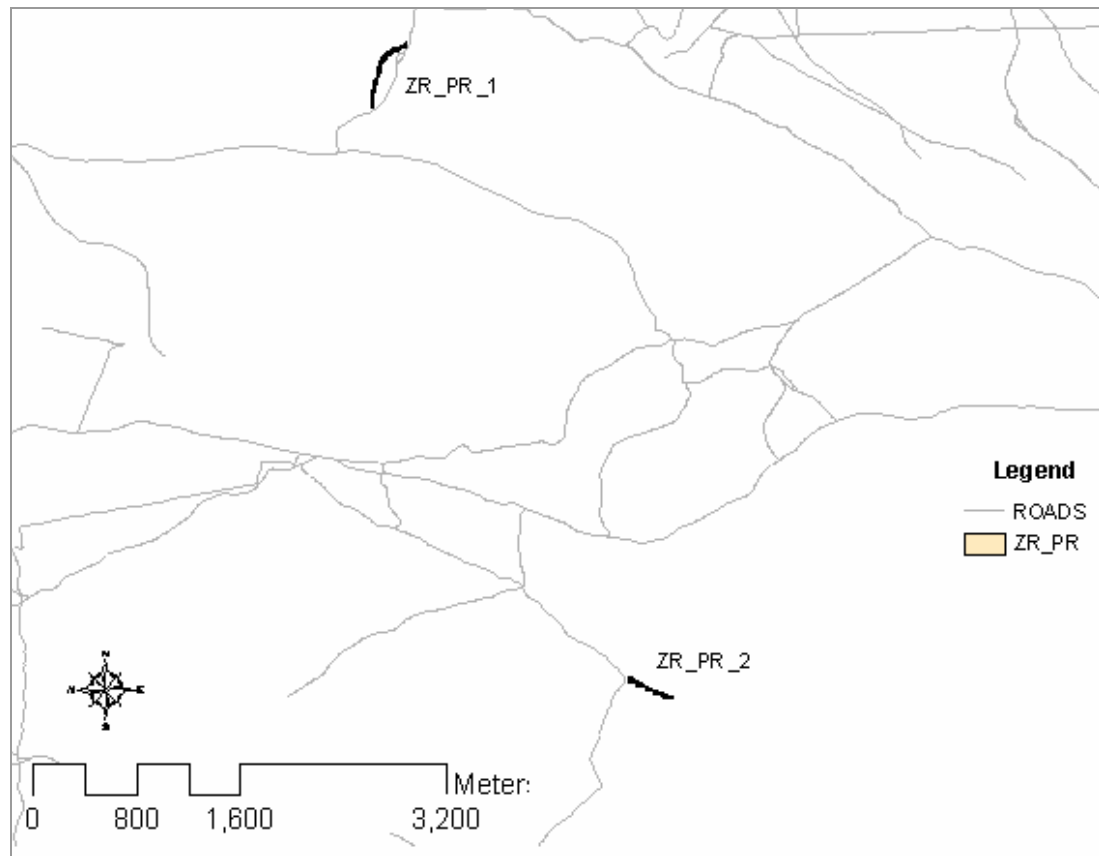 ZR_PR_1
Legend
ROADS
ZR_PR
ZR_PR_2
N
E
S
Meter:
0 800 1,600 3,200